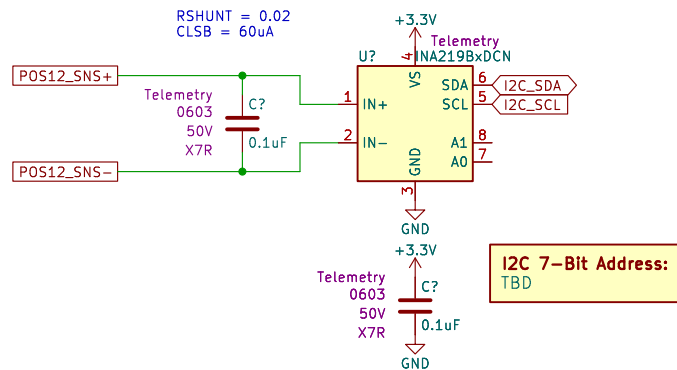 RSHUNT = 0.02
CLSB = 60uA
+3.3V
Telemetry
U?
INA219BxDCN
4
VS
POS12_SNS+
SDA
6
I2C_SDA
Telemetry
C?
1
IN+
SCL
5
I2C_SCL
0603
50V
0.1uF
2
IN-
A1
8
X7R
GND
A0
7
POS12_SNS-
3
GND
+3.3V
Telemetry
C?
0603
50V
0.1uF
X7R
GND
I2C 7-Bit Address:
TBD